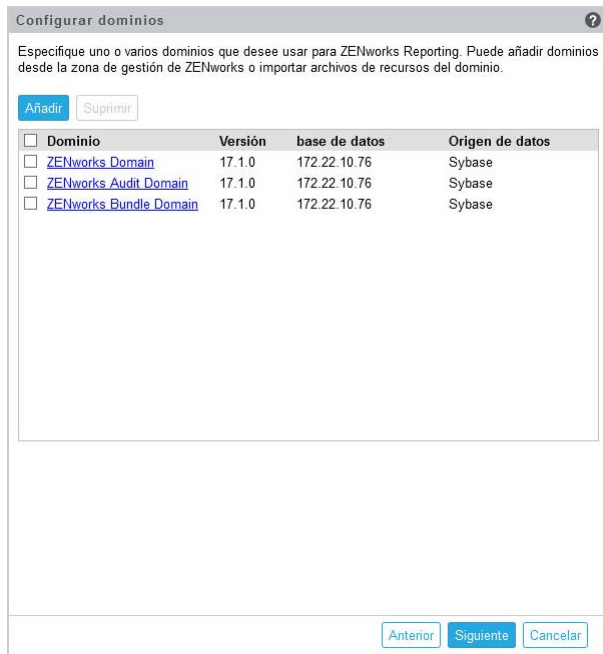 Configurar dominios
?
Especifique uno o varios dominios que desee usar para ZENworks Reporting. Puede añadir dominios
desde la zona de gestión de ZENworks o importar archivos de recursos del dominio.
Añadir Suprimir
Dominio Versión base de datos Origen de datos
ZENworks Domain 17.1.0 172.22.10.76 Sybase
ZENworks Audit Domain 17.1.0 172.22.10.76 Sybase
ZENworks Bundle Domain 17.1.0 172.22.10.76 Sybase
Anterior Siguiente Cancelar